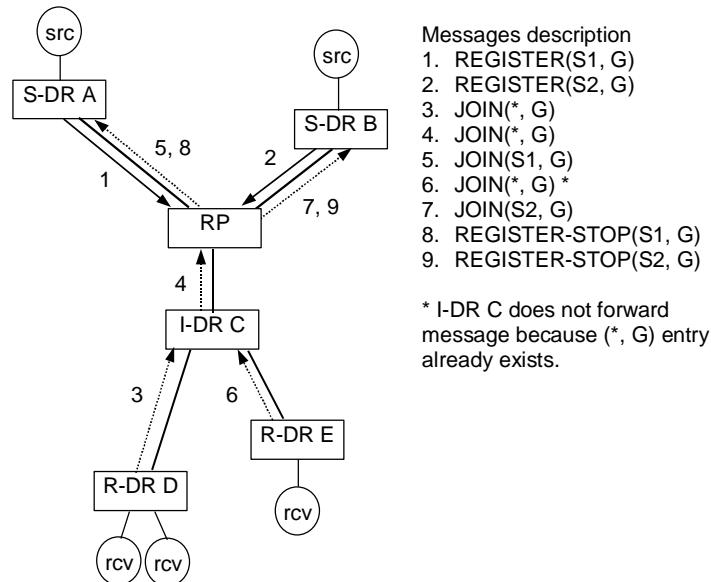 src
S-DR A
src
S-DR B
5, 8
1
2
7, 9
RP
4
I-DR C
3
6
R-DR E
R-DR D
rcv
rcv
rcv
Messages description
1. REGISTER(S1, G)
2. REGISTER(S2, G)
3. JOIN(*, G)
4. JOIN(*, G)
5. JOIN(S1, G)
6. JOIN(*, G) *
7. JOIN(S2, G)
8. REGISTER-STOP(S1, G)
9. REGISTER-STOP(S2, G)
* I-DR C does not forward
message because (*, G) entry
already exists.